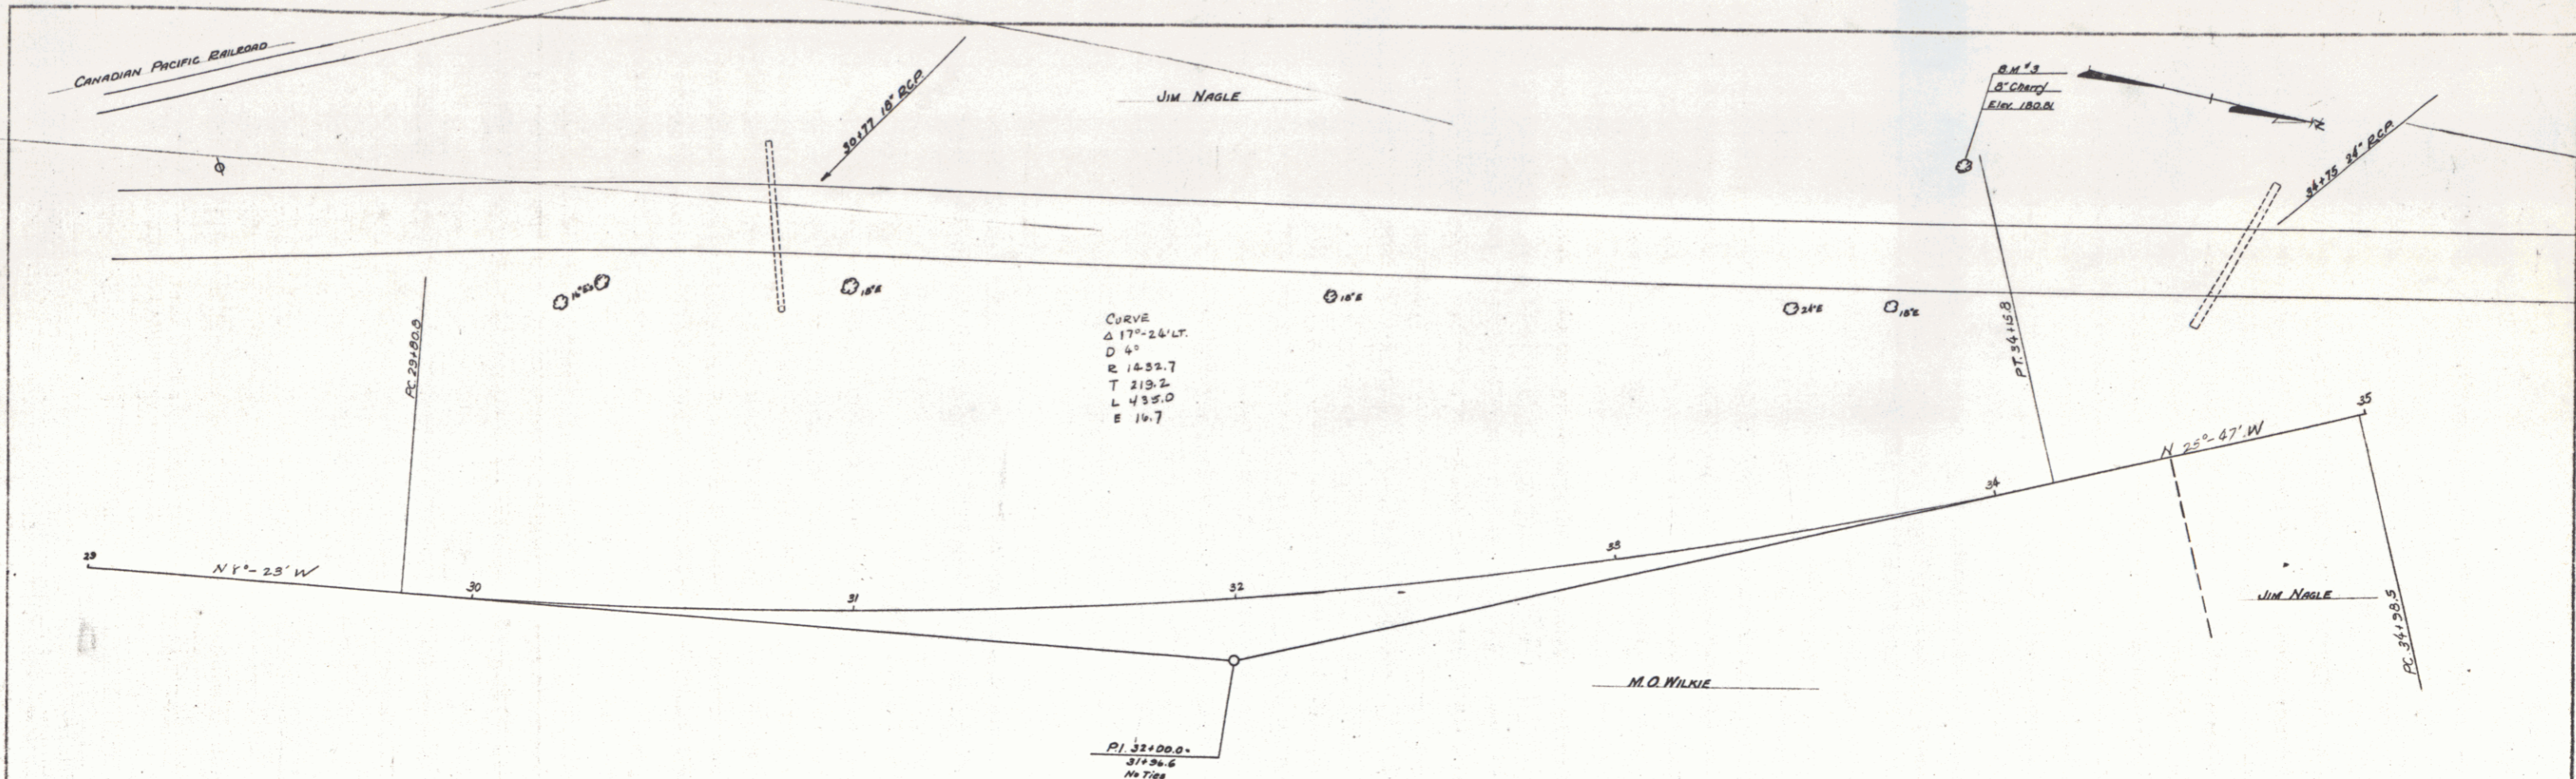 CANADIAN PACIFIC RAILROAD
30+77 18" R.C.P.
JIM NAGLE
B.M #3
8" Cherry
Elev. 180.81
N
34+75 24" R.C.P.
18"E
18"E
24"E
18"E
PC 29+80.8
CURVE
Δ 17°-24' LT.
D 4°
R 1432.7
T 219.2
L 435.0
E 16.7
PT. 34+15.8
35
N 25°-47' W
34
33
29
N 8°-23' W
30
31
32
JIM NAGLE
PC 34+98.5
M.O. WILKIE
P.I. 32+00.0=
31+96.6
No Ties